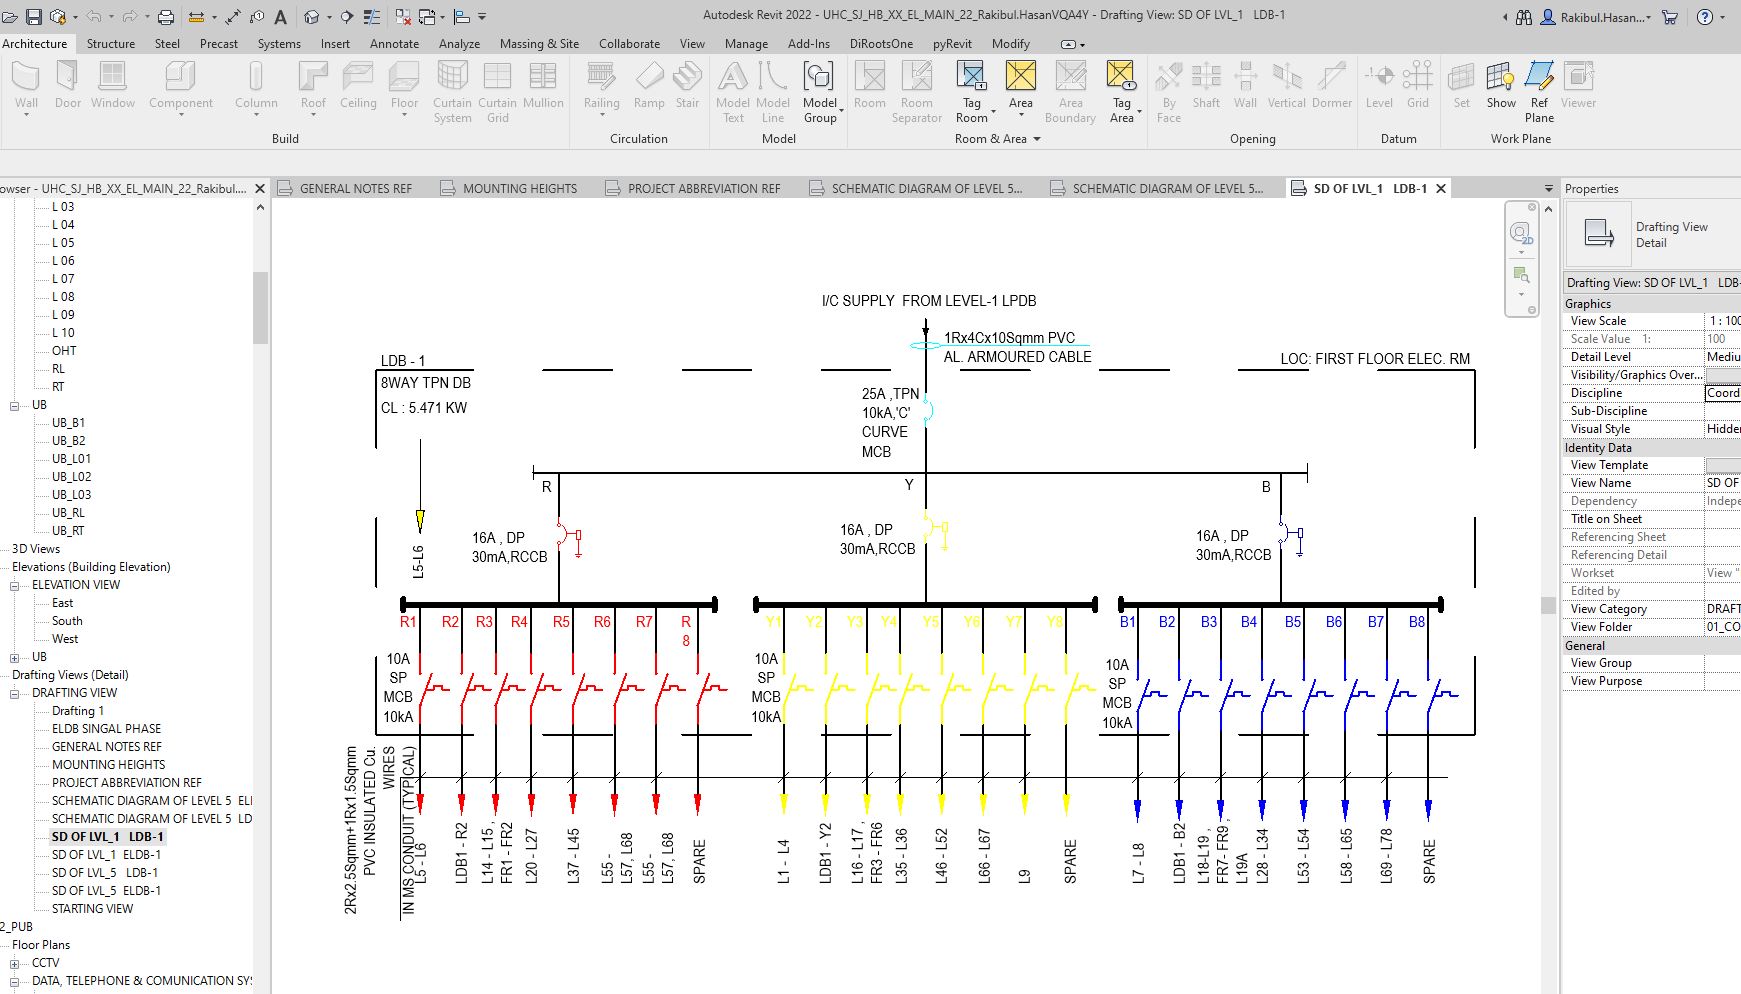 Autodesk Revit 2022 - UHC_SJ_HB_XX_EL_MAIN_22_Rakibul.HasanVQA4Y - Drafting View: SD OF LVL_1 LDB-1
Rakibul.Hasan...
Architecture Structure Steel Precast Systems Insert Annotate Analyze Massing & Site Collaborate View Manage Add-Ins DiRootsOne pyRevit Modify
Wall Door Window Component Column Roof Ceiling Floor Curtain System Curtain Grid Mullion
Build
Railing Ramp Stair
Circulation
Model Text Model Line Model Group
Model
Room Room Separator Tag Room Area Area Boundary Tag Area
Room & Area
By Face Shaft Wall Vertical Dormer
Opening
Level Grid
Datum
Set Show Ref Plane Viewer
Work Plane
owser - UHC_SJ_HB_XX_EL_MAIN_22_Rakibul....
L 03
L 04
L 05
L 06
L 07
L 08
L 09
L 10
OHT
RL
RT
UB
UB_B1
UB_B2
UB_L01
UB_L02
UB_L03
UB_RL
UB_RT
3D Views
Elevations (Building Elevation)
ELEVATION VIEW
East
South
West
UB
Drafting Views (Detail)
DRAFTING VIEW
Drafting 1
ELDB SINGAL PHASE
GENERAL NOTES REF
MOUNTING HEIGHTS
PROJECT ABBREVIATION REF
SCHEMATIC DIAGRAM OF LEVEL 5 ELI
SCHEMATIC DIAGRAM OF LEVEL 5 LD
SD OF LVL_1 LDB-1
SD OF LVL_1 ELDB-1
SD OF LVL_5 LDB-1
SD OF LVL_5 ELDB-1
STARTING VIEW
2_PUB
Floor Plans
CCTV
DATA, TELEPHONE & COMUNICATION SY
GENERAL NOTES REF
MOUNTING HEIGHTS
PROJECT ABBREVIATION REF
SCHEMATIC DIAGRAM OF LEVEL 5...
SCHEMATIC DIAGRAM OF LEVEL 5...
SD OF LVL_1 LDB-1
2D
I/C SUPPLY FROM LEVEL-1 LPDB
1Rx4Cx10Sqmm PVC
AL. ARMOURED CABLE
LDB - 1
LOC: FIRST FLOOR ELEC. RM
8WAY TPN DB
CL : 5.471 KW
25A ,TPN
10kA,'C'
CURVE
MCB
R
Y
B
L5-L6
16A , DP
30mA,RCCB
16A , DP
30mA,RCCB
16A , DP
30mA,RCCB
R1 R2 R3 R4 R5 R6 R7 R
8
Y1 Y2 Y3 Y4 Y5 Y6 Y7 Y8
B1 B2 B3 B4 B5 B6 B7 B8
10A
SP
MCB
10kA
10A
SP
MCB
10kA
10A
SP
MCB
10kA
2Rx2.5Sqmm+1Rx1.5Sqmm
PVC INSULATED Cu.
WIRES
IN MS CONDUIT (TYPICAL)
L5 - L6
LDB1 - R2
L14 - L15 ,
FR1 - FR2
L20 - L27
L37 - L45
L55 -
L57, L68
L55 -
L57, L68
SPARE
L1 - L4
LDB1 - Y2
L16 - L17 ,
FR3 - FR6
L35 - L36
L46 - L52
L66 - L67
L9
SPARE
L7 - L8
LDB1 - B2
L18-L19 ,
FR7- FR9 ,
L19A
L28 - L34
L53 - L54
L58 - L65
L69 - L78
SPARE
Properties
Drafting View
Detail
Drafting View: SD OF LVL_1 LDB-
Graphics
View Scale 1 : 100
Scale Value 1: 100
Detail Level Mediu
Visibility/Graphics Over...
Discipline Coord
Sub-Discipline
Visual Style Hidde
Identity Data
View Template
View Name SD OF
Dependency Indepe
Title on Sheet
Referencing Sheet
Referencing Detail
Workset View "
Edited by
View Category DRAFT
View Folder 01_CO
General
View Group
View Purpose